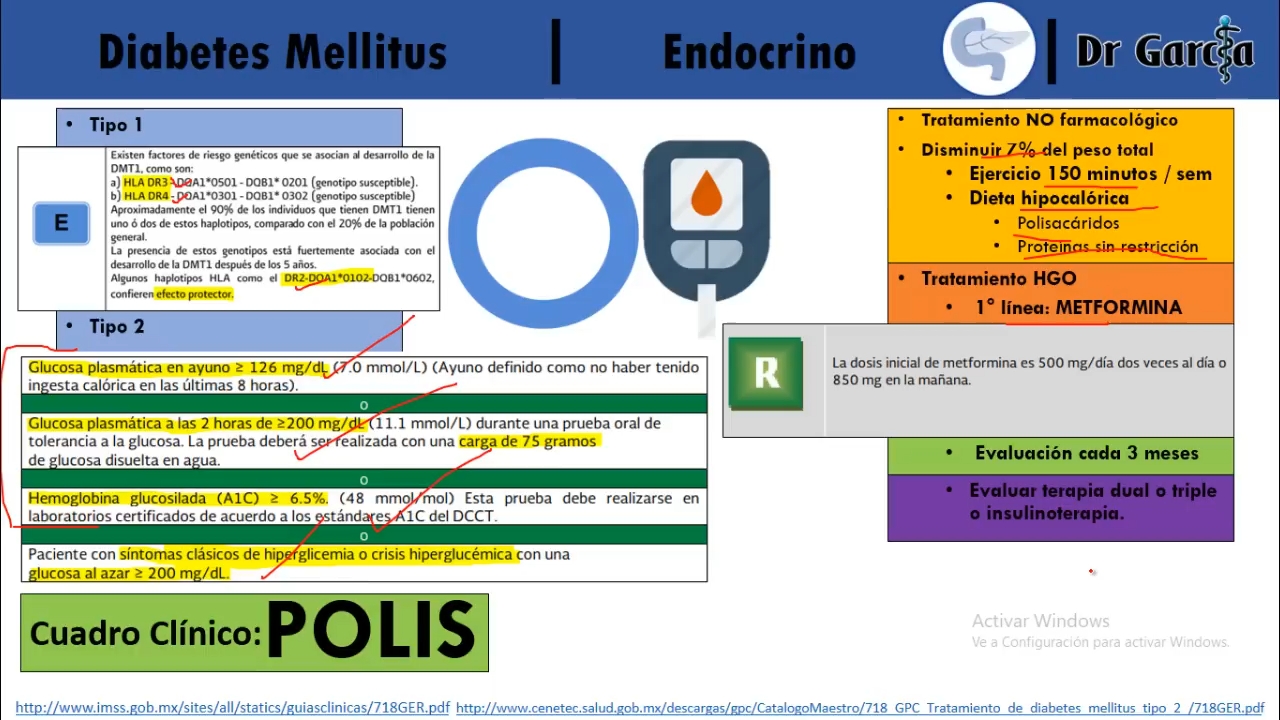 Diabetes Mellitus | Endocrino | Dr García
• Tipo 1
E
Existen factores de riesgo genéticos que se asocian al desarrollo de la
DMT1, como son:
a) HLA DR3 - DQA1*0501 - DQB1* 0201 (genotipo susceptible).
b) HLA DR4 - DQA1*0301 - DQB1* 0302 (genotipo susceptible)
Aproximadamente el 90% de los individuos que tienen DMT1 tienen
uno ó dos de estos haplotipos, comparado con el 20% de la población
general.
La presencia de estos genotipos está fuertemente asociada con el
desarrollo de la DMT1 después de los 5 años.
Algunos haplotipos HLA como el DR2-DQA1*0102-DQB1*0602,
confieren efecto protector.
• Tipo 2
Glucosa plasmática en ayuno ≥ 126 mg/dL (7.0 mmol/L) (Ayuno definido como no haber tenido
ingesta calórica en las últimas 8 horas).
o
Glucosa plasmática a las 2 horas de ≥200 mg/dL (11.1 mmol/L) durante una prueba oral de
tolerancia a la glucosa. La prueba deberá ser realizada con una carga de 75 gramos
de glucosa disuelta en agua.
o
Hemoglobina glucosilada (A1C) ≥ 6.5%. (48 mmol/mol) Esta prueba debe realizarse en
laboratorios certificados de acuerdo a los estándares A1C del DCCT.
o
Paciente con síntomas clásicos de hiperglicemia o crisis hiperglucémica con una
glucosa al azar ≥ 200 mg/dL.
Cuadro Clínico: POLIS
• Tratamiento NO farmacológico
• Disminuir 7% del peso total
• Ejercicio 150 minutos / sem
• Dieta hipocalórica
• Polisacáridos
• Proteinas sin restricción
• Tratamiento HGO
• 1° línea: METFORMINA
R
La dosis inicial de metformina es 500 mg/día dos veces al día o
850 mg en la mañana.
• Evaluación cada 3 meses
• Evaluar terapia dual o triple
o insulinoterapia.
Activar Windows
Ve a Configuración para activar Windows.
http://www.imss.gob.mx/sites/all/statics/guiasclinicas/718GER.pdf http://www.cenetec.salud.gob.mx/descargas/gpc/CatalogoMaestro/718_GPC_Tratamiento_de_diabetes_mellitus_tipo_2_/718GER.pdf